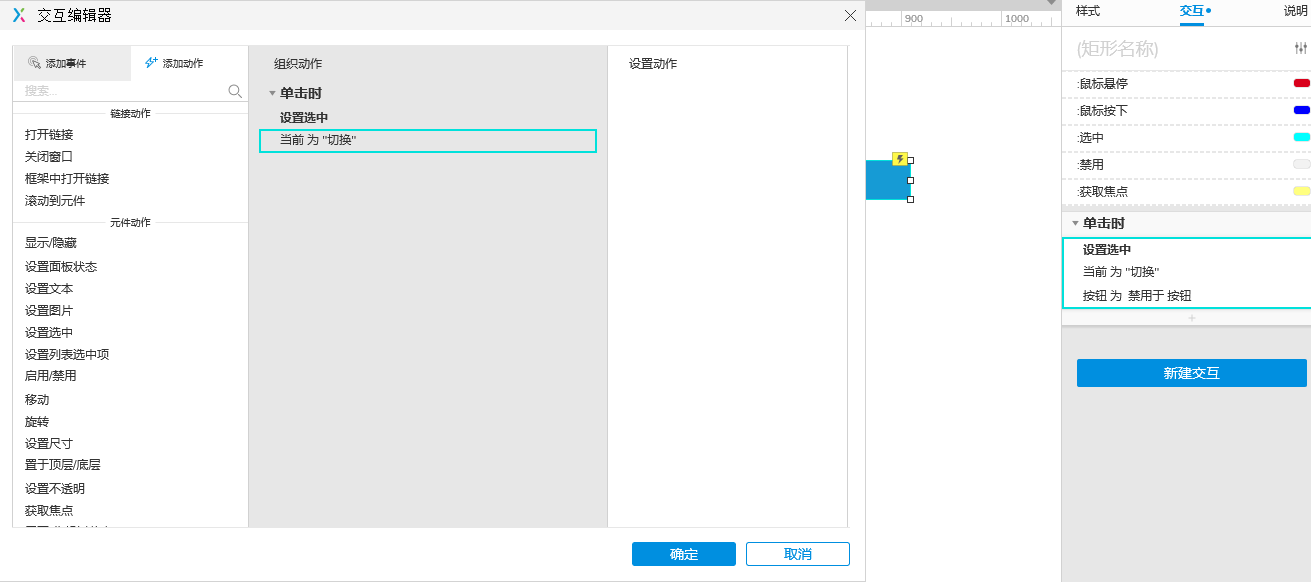 交互编辑器
添加事件
添加动作
搜索...
链接动作
打开链接
关闭窗口
框架中打开链接
滚动到元件
元件动作
显示/隐藏
设置面板状态
设置文本
设置图片
设置选中
设置列表选中项
启用/禁用
移动
旋转
设置尺寸
置于顶层/底层
设置不透明
获取焦点
组织动作
单击时
设置选中
当前 为 "切换"
设置动作
确定
取消
900
1000
样式
交互
说明
(矩形名称)
:鼠标悬停
:鼠标按下
:选中
:禁用
:获取焦点
单击时
设置选中
当前 为 "切换"
按钮 为 禁用于 按钮
新建交互